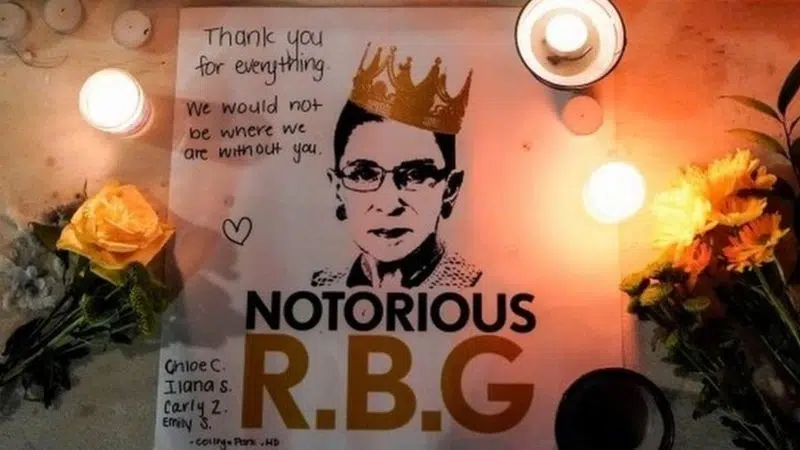 Thank you
for everything.
We would not
be where we
are without you.
NOTORIOUS
R.B.G
Chloe C.
Ilana S.
Carly Z.
Emily S.
- College Park, MD